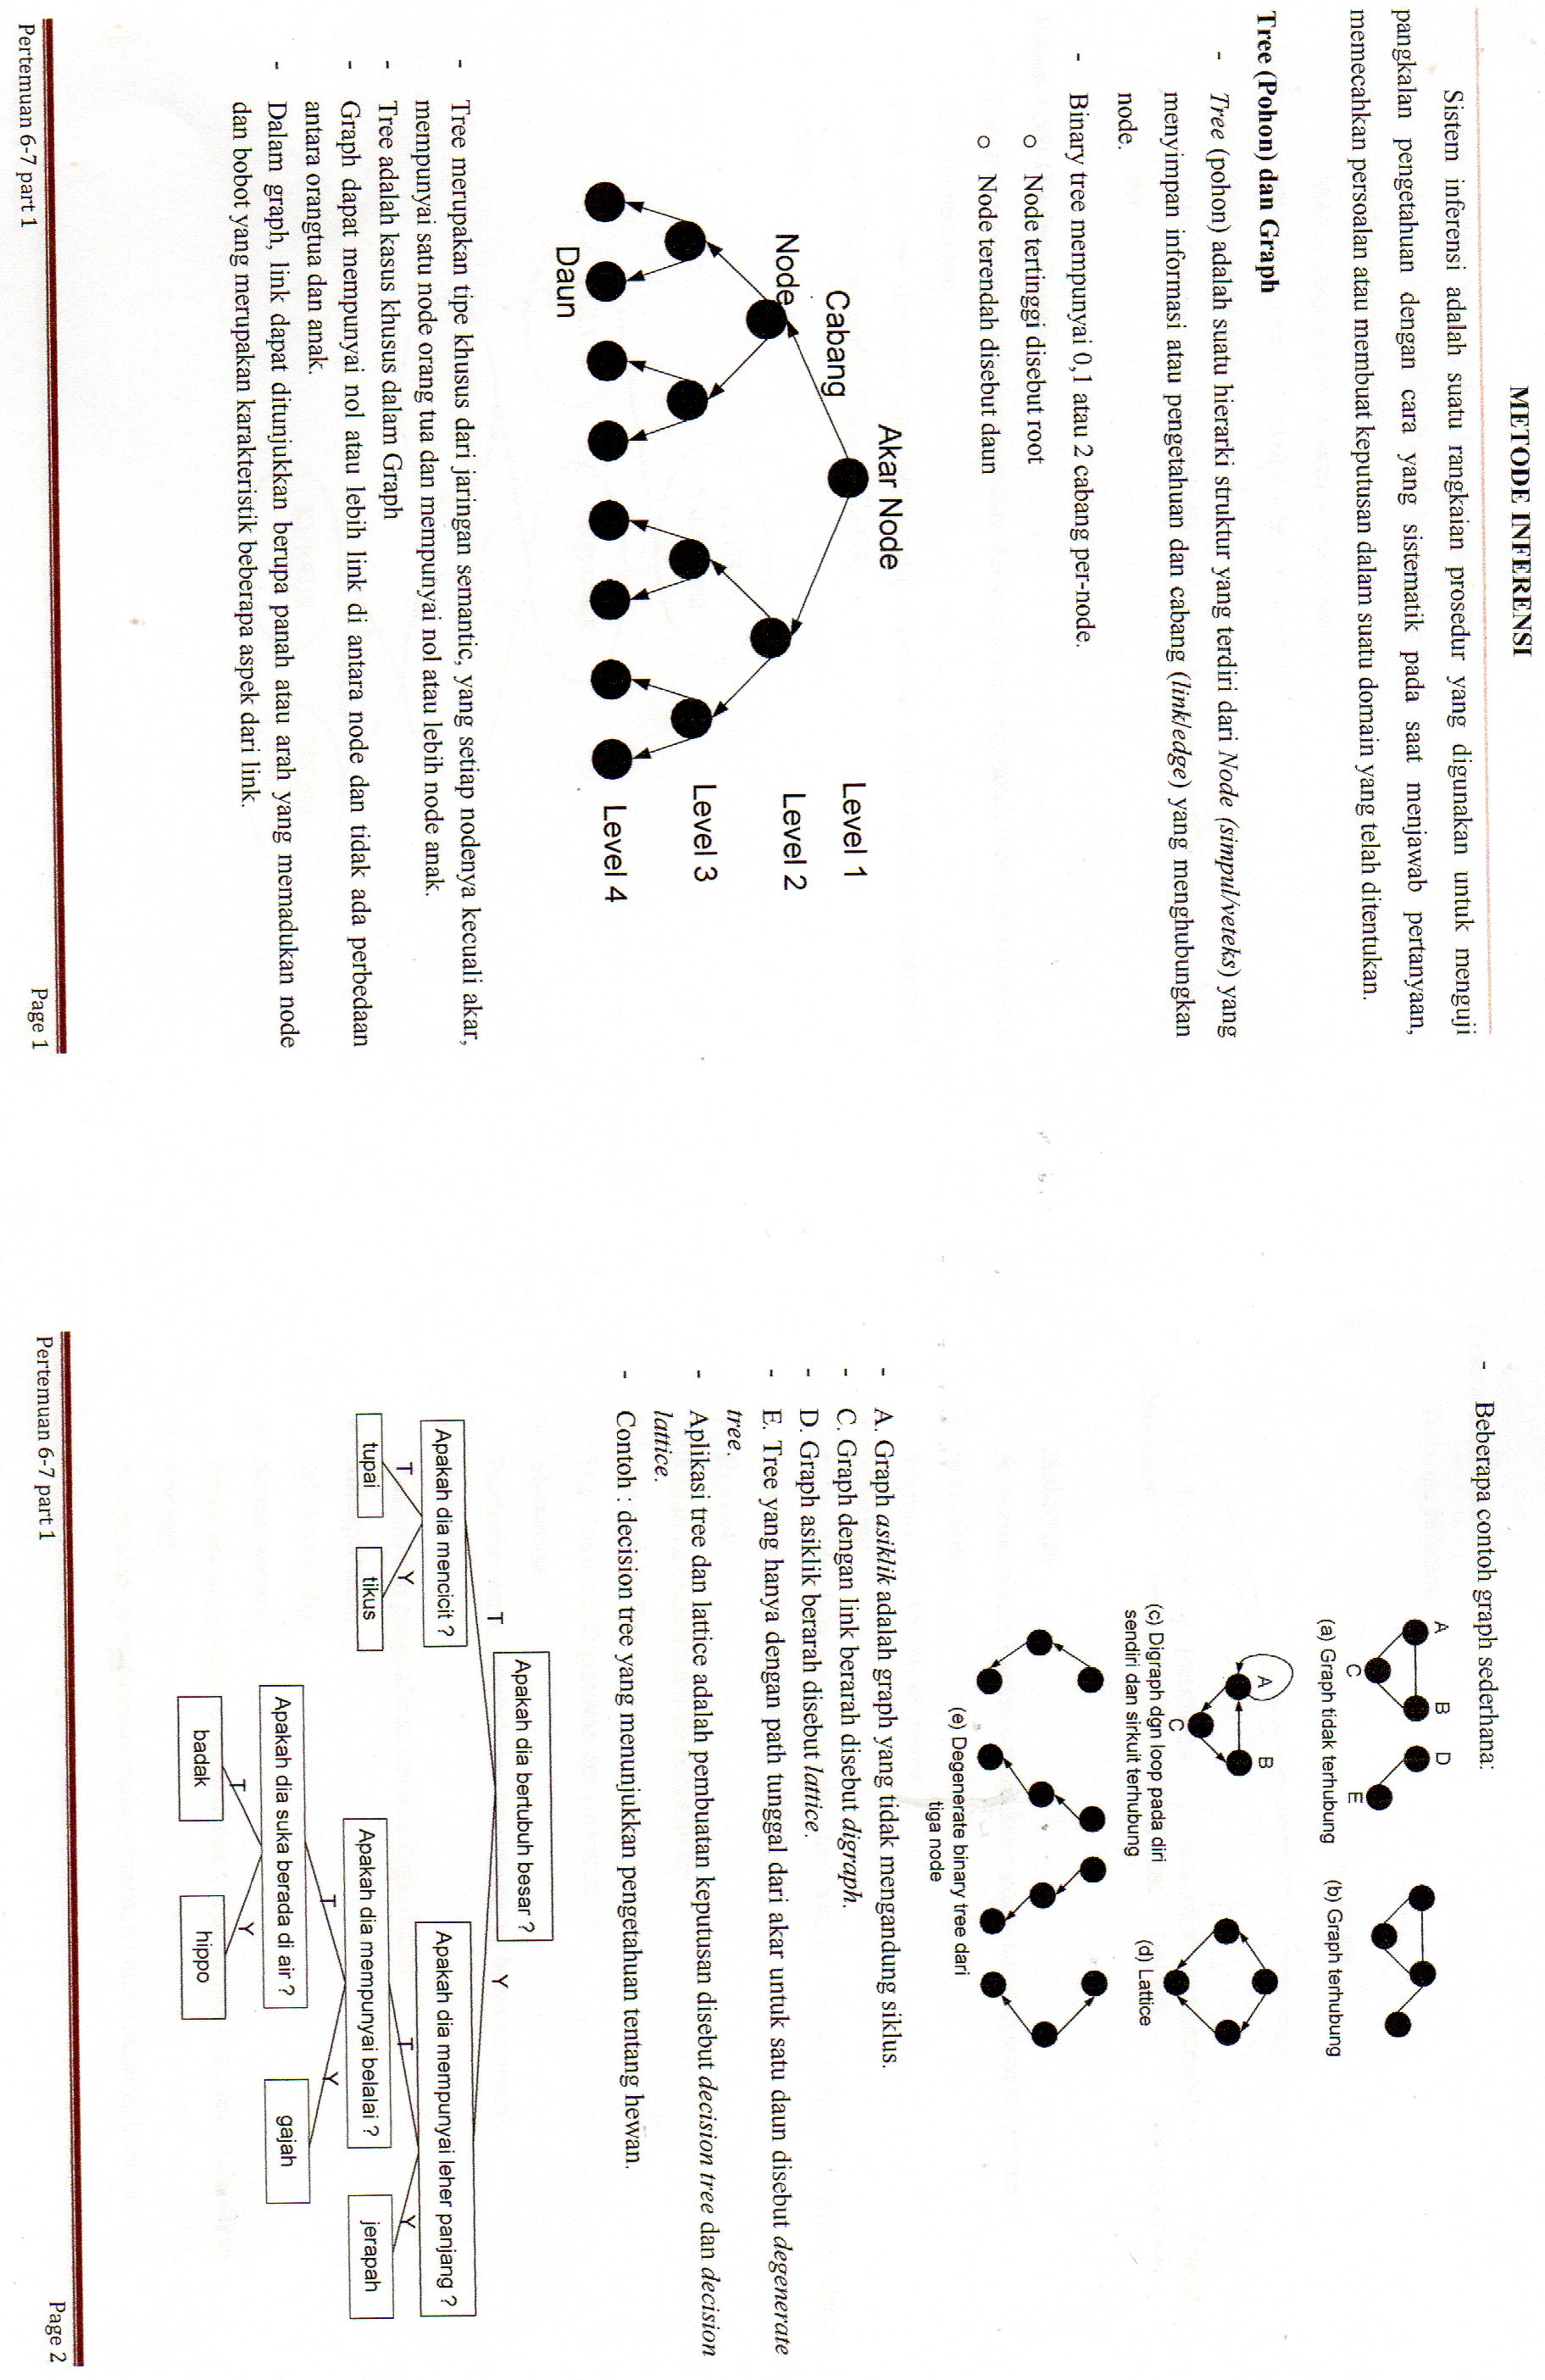 METODE INFERENSI
Sistem inferensi adalah suatu rangkaian prosedur yang digunakan untuk menguji
pangkalan pengetahuan dengan cara yang sistematik pada saat menjawab pertanyaan,
memecahkan persoalan atau membuat keputusan dalam suatu domain yang telah ditentukan.
Tree (Pohon) dan Graph
- Tree (pohon) adalah suatu hierarki struktur yang terdiri dari Node (simpul/veteks) yang
menyimpan informasi atau pengetahuan dan cabang (link/edge) yang menghubungkan
node.
- Binary tree mempunyai 0,1 atau 2 cabang per-node.
o Node tertinggi disebut root
o Node terendah disebut daun
Akar Node
Cabang
Level 1
Node
Level 2
Level 3
Level 4
Daun
- Tree merupakan tipe khusus dari jaringan semantic, yang setiap nodenya kecuali akar,
mempunyai satu node orang tua dan mempunyai nol atau lebih node anak.
- Tree adalah kasus khusus dalam Graph
- Graph dapat mempunyai nol atau lebih link di antara node dan tidak ada perbedaan
antara orangtua dan anak.
- Dalam graph, link dapat ditunjukkan berupa panah atau arah yang memadukan node
dan bobot yang merupakan karakteristik beberapa aspek dari link.
Pertemuan 6-7 part 1
Page 1
- Beberapa contoh graph sederhana:
A B D
C E
(a) Graph tidak terhubung
(b) Graph terhubung
A B
C
(c) Digraph dgn loop pada diri
sendiri dan sirkuit terhubung
(d) Lattice
(e) Degenerate binary tree dari
tiga node
- A. Graph asiklik adalah graph yang tidak mengandung siklus.
- C. Graph dengan link berarah disebut digraph.
- D. Graph asiklik berarah disebut lattice.
- E. Tree yang hanya dengan path tunggal dari akar untuk satu daun disebut degenerate
tree.
- Aplikasi tree dan lattice adalah pembuatan keputusan disebut decision tree dan decision
lattice.
- Contoh : decision tree yang menunjukkan pengetahuan tentang hewan.
Apakah dia bertubuh besar ?
T Y
Apakah dia mencicit ?
Apakah dia mempunyai leher panjang ?
T Y T Y
tupai
tikus
Apakah dia mempunyai belalai ?
jerapah
T Y
Apakah dia suka berada di air ?
gajah
T Y
badak
hippo
Pertemuan 6-7 part 1
Page 2